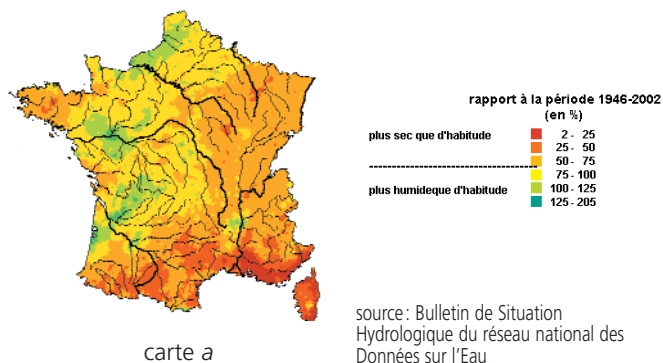 rapport à la période 1946-2002
(en %)
plus sec que d'habitude
2 - 25
25 - 50
50 - 75
75 - 100
plus humideque d'habitude
100 - 125
125 - 205
carte a
source : Bulletin de Situation
Hydrologique du réseau national des
Données sur l'Eau